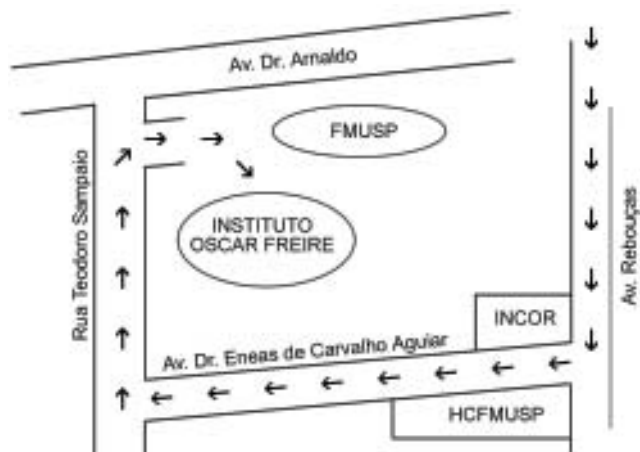 Av. Dr. Arnaldo
FMUSP
Rua Teodoro Sampaio
INSTITUTO
OSCAR FREIRE
Av. Rebouças
INCOR
Av. Dr. Eneas de Carvalho Aguiar
HCFMUSP